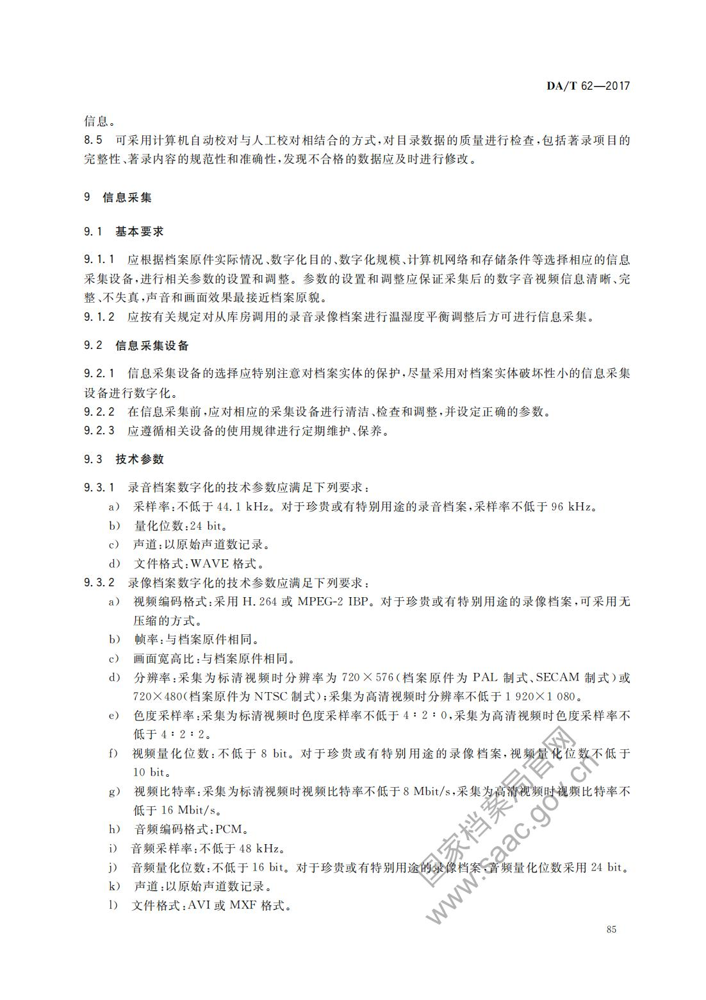 DA/T 62—2017
信息。
8.5 可采用计算机自动校对与人工校对相结合的方式,对目录数据的质量进行检查,包括著录项目的
完整性、著录内容的规范性和准确性,发现不合格的数据应及时进行修改。
9 信息采集
9.1 基本要求
9.1.1 应根据档案原件实际情况、数字化目的、数字化规模、计算机网络和存储条件等选择相应的信息
采集设备,进行相关参数的设置和调整。参数的设置和调整应保证采集后的数字音视频信息清晰、完
整、不失真,声音和画面效果最接近档案原貌。
9.1.2 应按有关规定对从库房调用的录音录像档案进行温湿度平衡调整后方可进行信息采集。
9.2 信息采集设备
9.2.1 信息采集设备的选择应特别注意对档案实体的保护,尽量采用对档案实体破坏性小的信息采集
设备进行数字化。
9.2.2 在信息采集前,应对相应的采集设备进行清洁、检查和调整,并设定正确的参数。
9.2.3 应遵循相关设备的使用规律进行定期维护、保养。
9.3 技术参数
9.3.1 录音档案数字化的技术参数应满足下列要求:
a) 采样率:不低于 44.1 kHz。对于珍贵或有特别用途的录音档案,采样率不低于 96 kHz。
b) 量化位数:24 bit。
c) 声道:以原始声道数记录。
d) 文件格式:WAVE 格式。
9.3.2 录像档案数字化的技术参数应满足下列要求:
a) 视频编码格式:采用 H.264 或 MPEG-2 IBP。对于珍贵或有特别用途的录像档案,可采用无
压缩的方式。
b) 帧率:与档案原件相同。
c) 画面宽高比:与档案原件相同。
d) 分辨率:采集为标清视频时分辨率为 720×576(档案原件为 PAL 制式、SECAM 制式)或
720×480(档案原件为 NTSC 制式);采集为高清视频时分辨率不低于 1 920×1 080。
e) 色度采样率:采集为标清视频时色度采样率不低于 4:2:0,采集为高清视频时色度采样率不
低于 4:2:2。
f) 视频量化位数:不低于 8 bit。对于珍贵或有特别用途的录像档案,视频量化位数不低于
10 bit。
g) 视频比特率:采集为标清视频时视频比特率不低于 8 Mbit/s,采集为高清视频时视频比特率不
低于 16 Mbit/s。
h) 音频编码格式:PCM。
i) 音频采样率:不低于 48 kHz。
j) 音频量化位数:不低于 16 bit。对于珍贵或有特别用途的录像档案,音频量化位数采用 24 bit。
k) 声道:以原始声道数记录。
l) 文件格式:AVI 或 MXF 格式。
国家档案局官网
www.saac.gov.cn
85